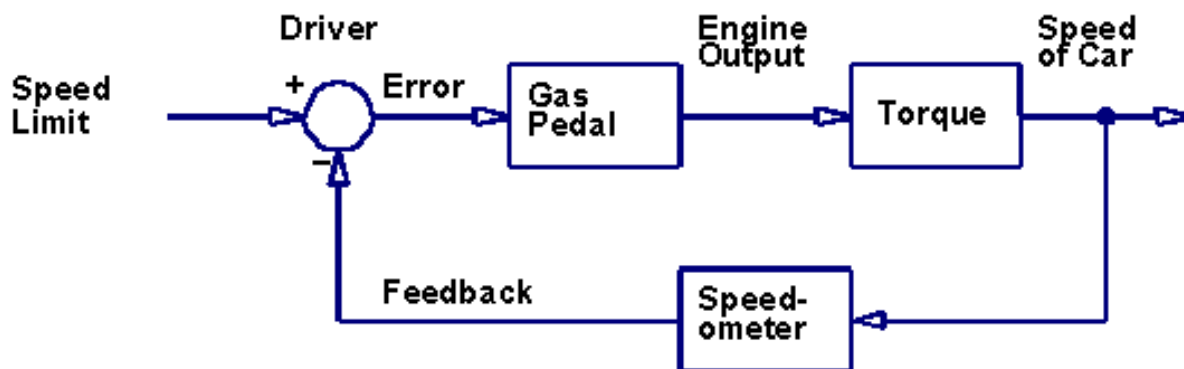 Driver
Engine
Output
Speed
of Car
Speed
Limit
+
Error
Gas
Pedal
Torque
−
Feedback
Speed-
ometer